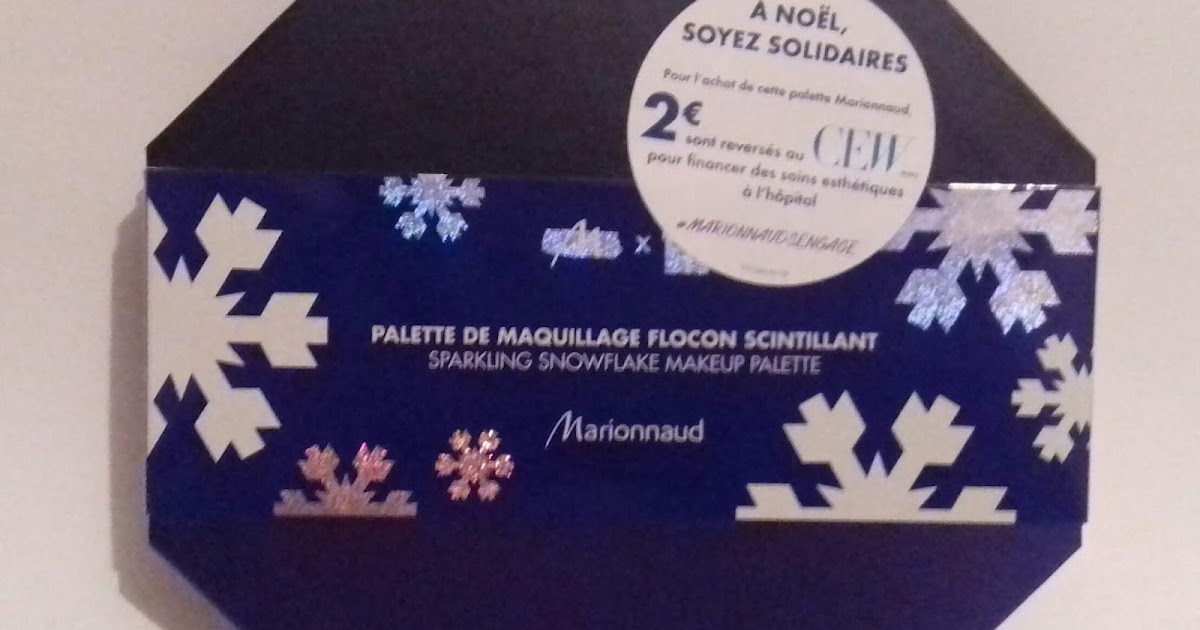 À NOËL,
SOYEZ SOLIDAIRES
Pour l'achat de cette palette Marionnaud,
2€
sont reversés au CEW
pour financer des soins esthétiques
à l'hôpital
#MARIONNAUDSENGAGE
M x
PALETTE DE MAQUILLAGE FLOCON SCINTILLANT
SPARKLING SNOWFLAKE MAKEUP PALETTE
Marionnaud